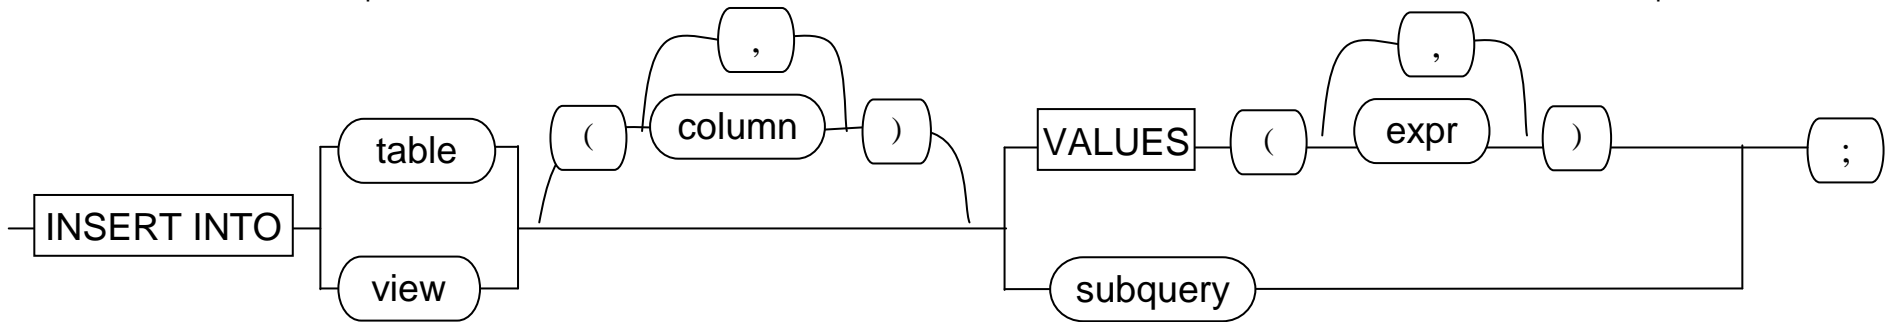 , ,
( column ) VALUES ( expr ) ;
table
INSERT INTO
view subquery